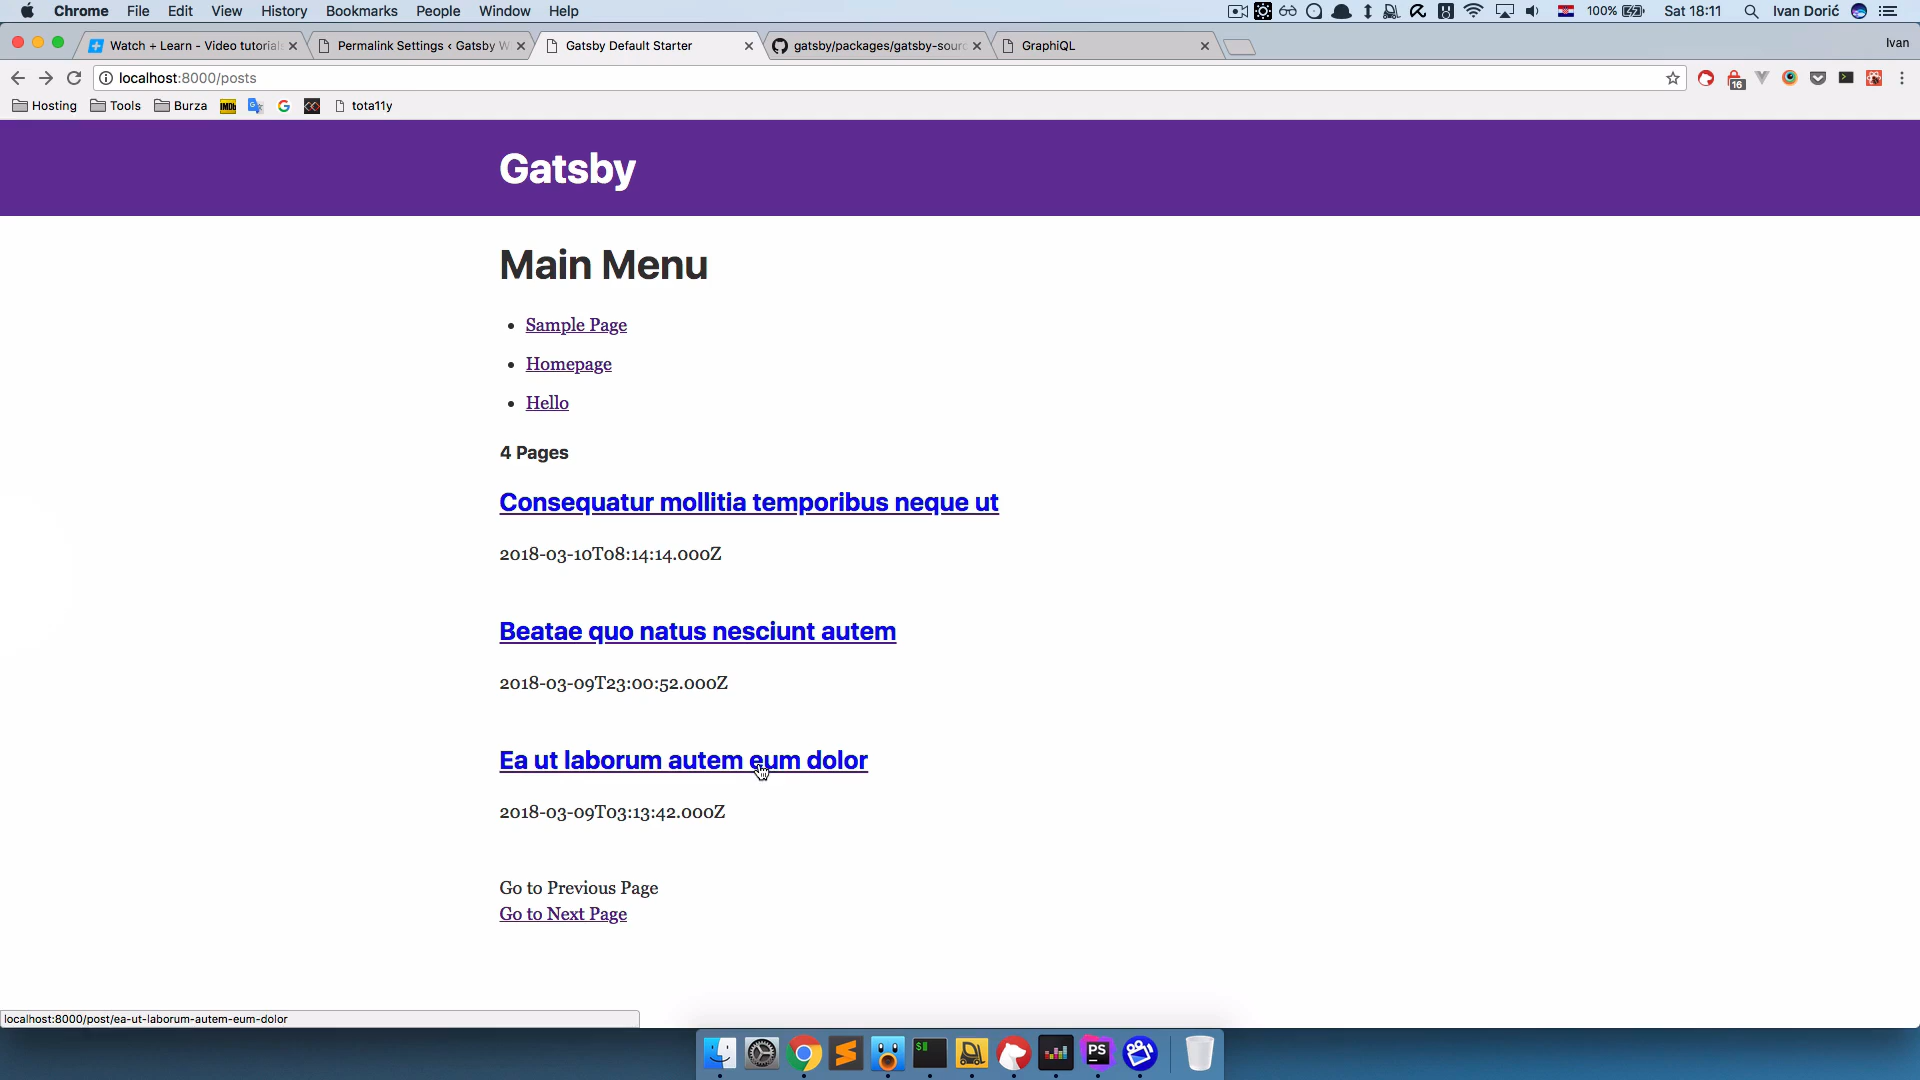 Chrome File Edit View History Bookmarks People Window Help 100% Sat 18:11 Ivan Dorić
Watch + Learn - Video tutorial Permalink Settings ‹ Gatsby W Gatsby Default Starter gatsby/packages/gatsby-sour GraphiQL Ivan
localhost:8000/posts 16
Hosting Tools Burza IMDb tota11y
Gatsby
Main Menu
Sample Page
Homepage
Hello
4 Pages
Consequatur mollitia temporibus neque ut
2018-03-10T08:14:14.000Z
Beatae quo natus nesciunt autem
2018-03-09T23:00:52.000Z
Ea ut laborum autem eum dolor
2018-03-09T03:13:42.000Z
Go to Previous Page
Go to Next Page
localhost:8000/post/ea-ut-laborum-autem-eum-dolor
PS